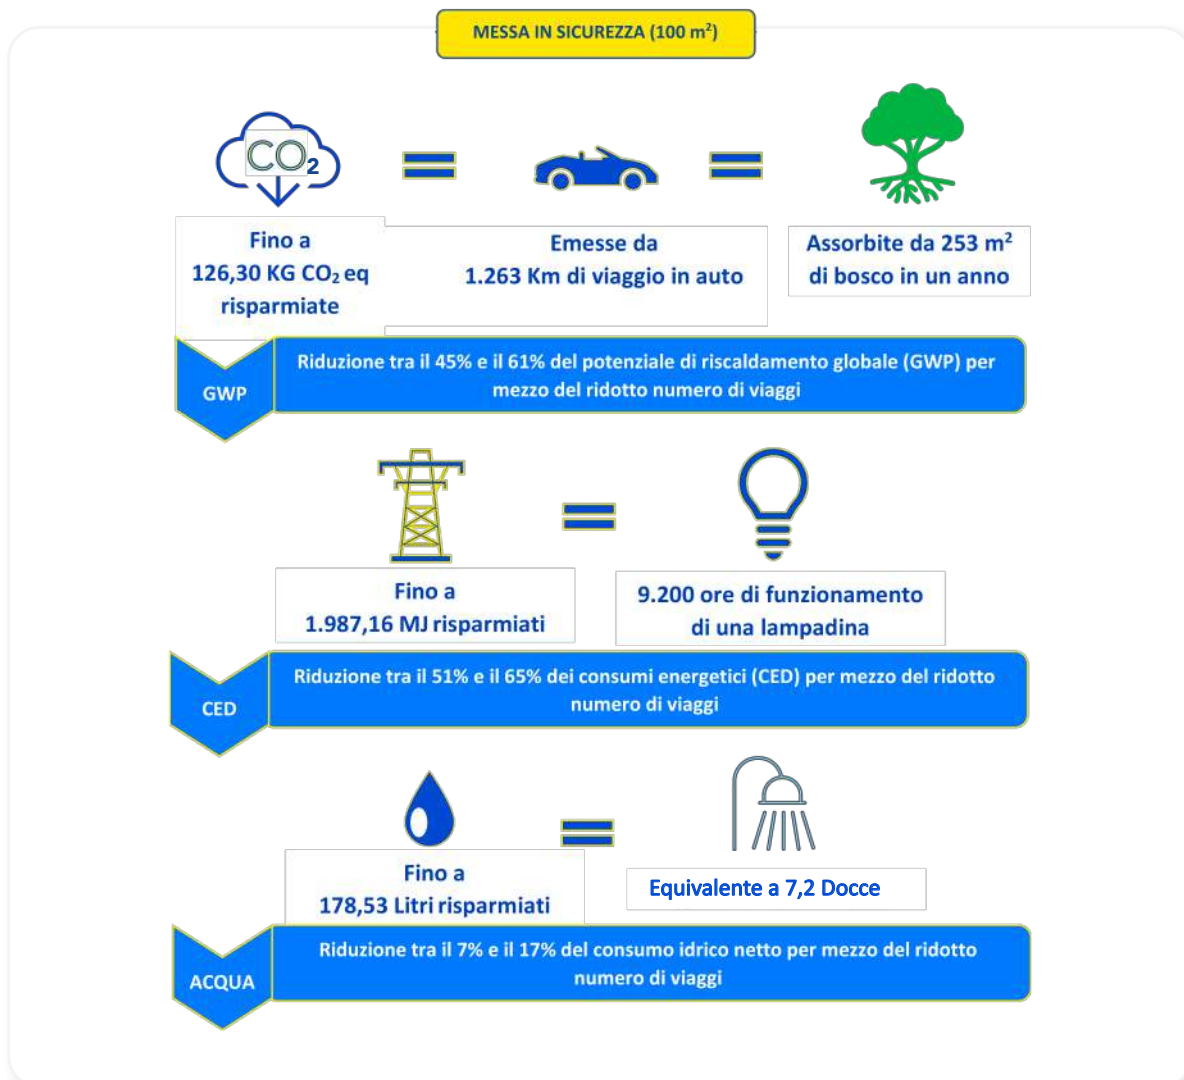 MESSA IN SICUREZZA (100 m²)
CO₂
Fino a
126,30 KG CO₂ eq
risparmiate
Emesse da
1.263 Km di viaggio in auto
Assorbite da 253 m²
di bosco in un anno
GWP
Riduzione tra il 45% e il 61% del potenziale di riscaldamento globale (GWP) per
mezzo del ridotto numero di viaggi
Fino a
1.987,16 MJ risparmiati
9.200 ore di funzionamento
di una lampadina
CED
Riduzione tra il 51% e il 65% dei consumi energetici (CED) per mezzo del ridotto
numero di viaggi
Fino a
178,53 Litri risparmiati
Equivalente a 7,2 Docce
ACQUA
Riduzione tra il 7% e il 17% del consumo idrico netto per mezzo del ridotto
numero di viaggi